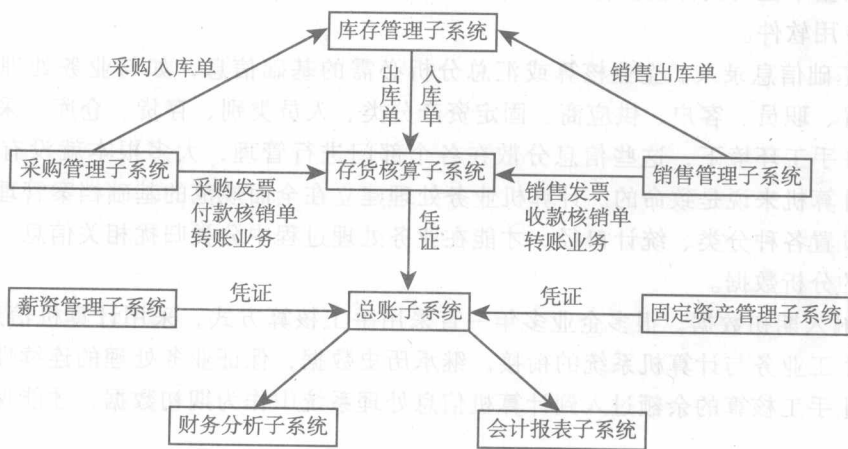 库存管理子系统
采购入库单
出库单
入库单
销售出库单
采购管理子系统
存货核算子系统
销售管理子系统
采购发票
付款核销单
转账业务
凭证
销售发票
收款核销单
转账业务
薪资管理子系统
凭证
总账子系统
凭证
固定资产管理子系统
财务分析子系统
会计报表子系统
用软件。